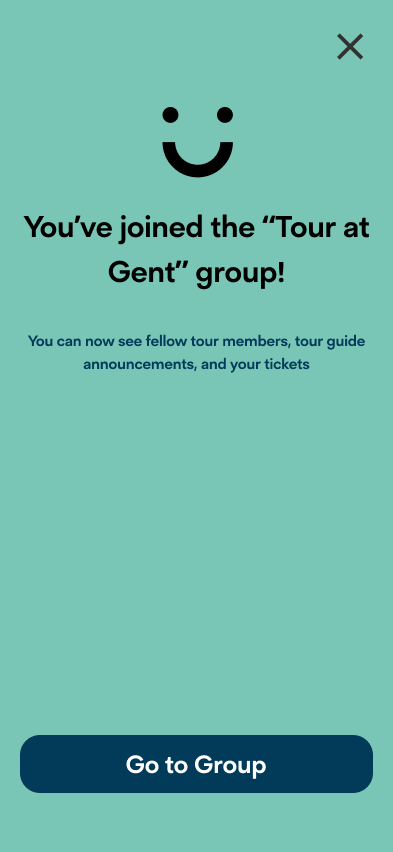 You’ve joined the “Tour at
Gent” group!
You can now see fellow tour members, tour guide
announcements, and your tickets
Go to Group